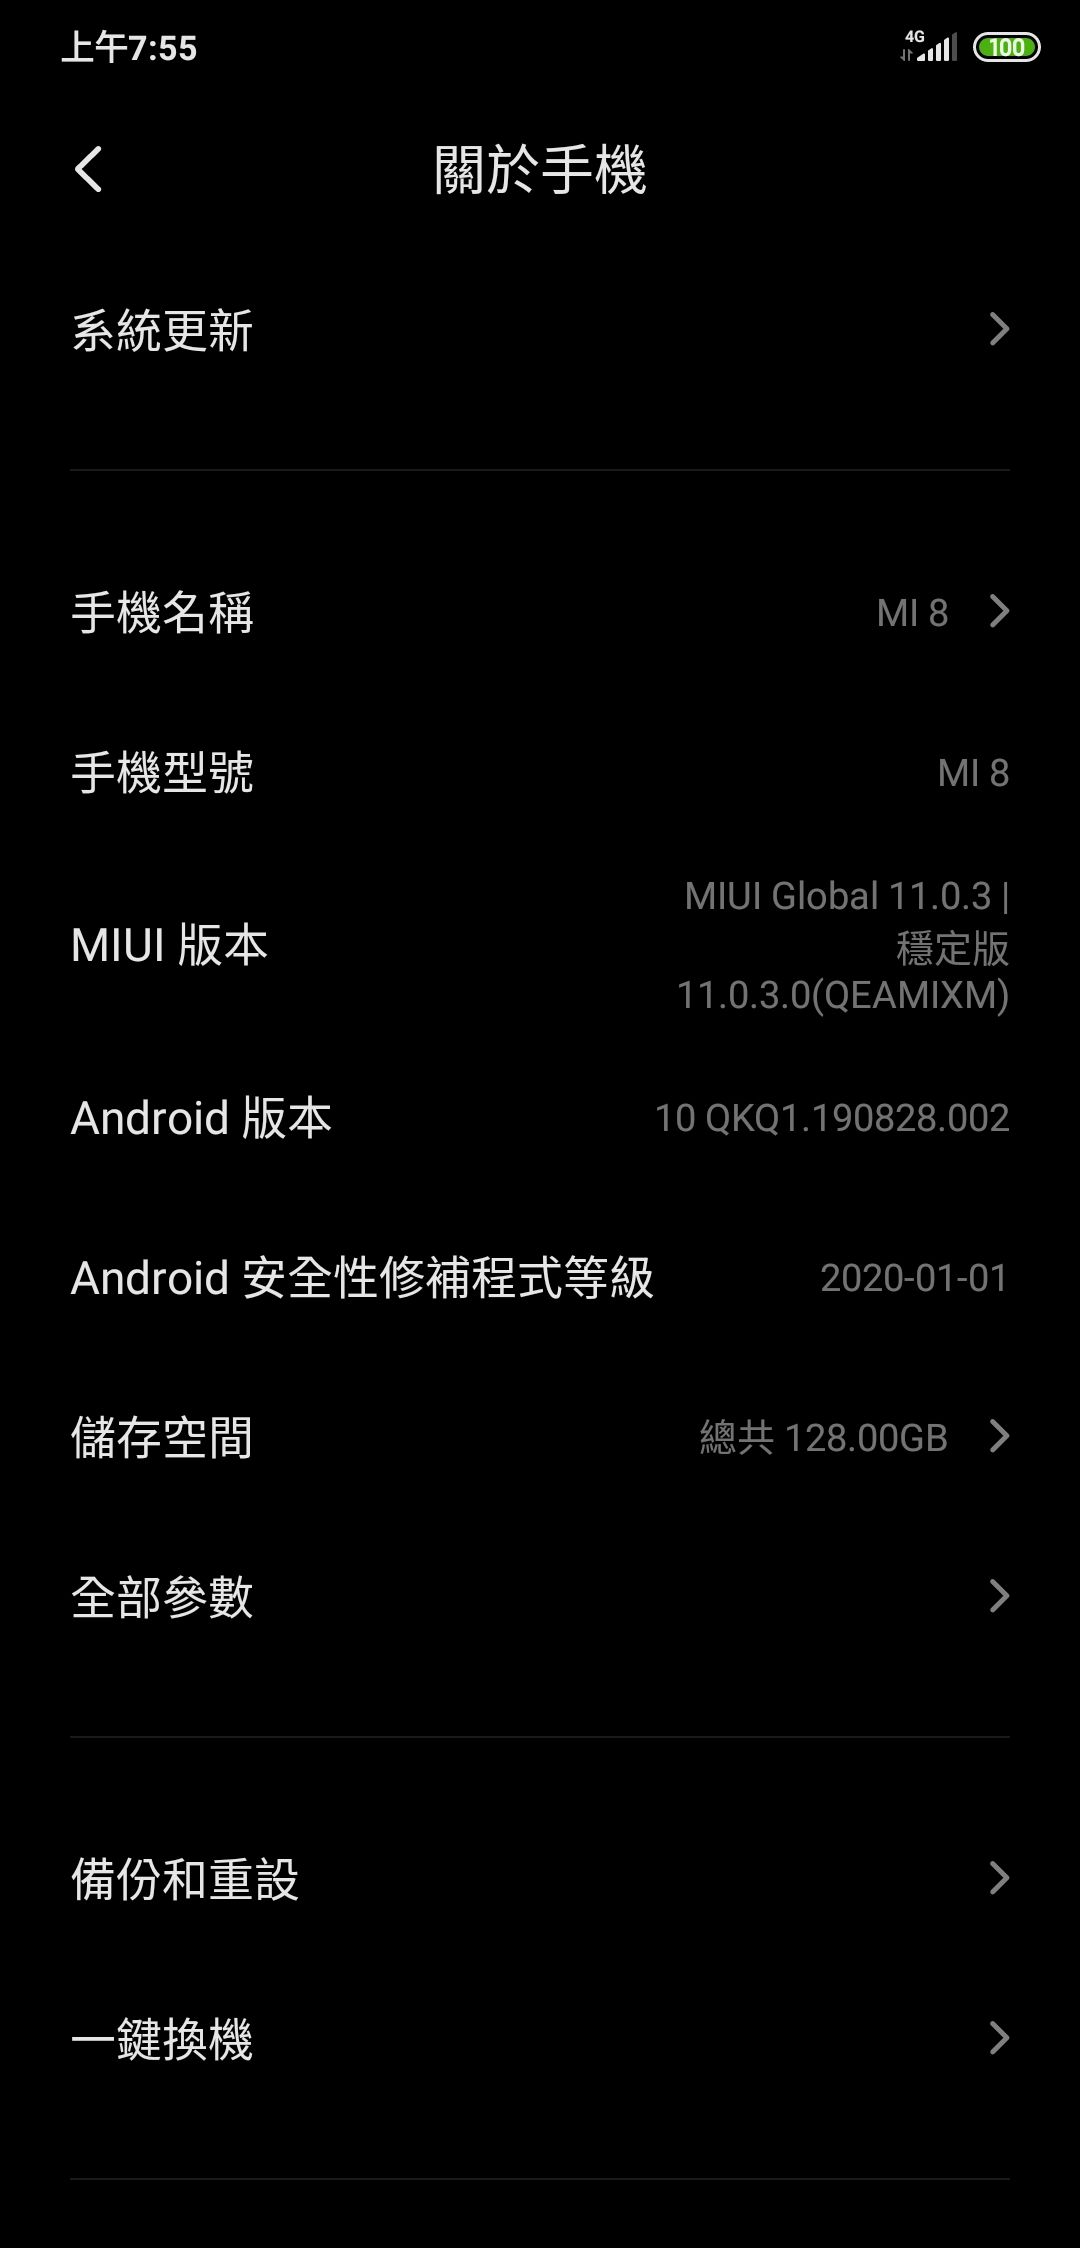 上午7:55
4G
100
關於手機
系統更新
手機名稱
MI 8
手機型號
MI 8
MIUI 版本
MIUI Global 11.0.3 |
穩定版
11.0.3.0(QEAMIXM)
Android 版本
10 QKQ1.190828.002
Android 安全性修補程式等級
2020-01-01
儲存空間
總共 128.00GB
全部參數
備份和重設
一鍵換機